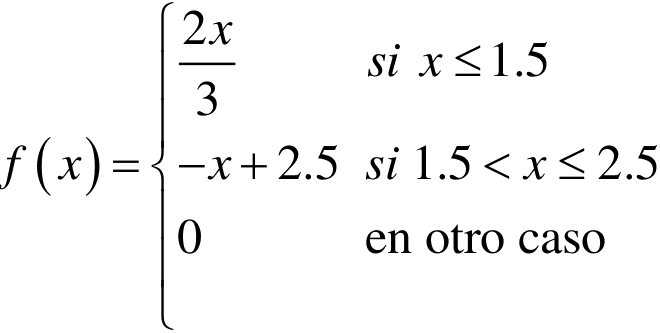 f(x) = { 2x/3 si x ≤ 1.5
−x + 2.5 si 1.5 < x ≤ 2.5
0 en otro caso